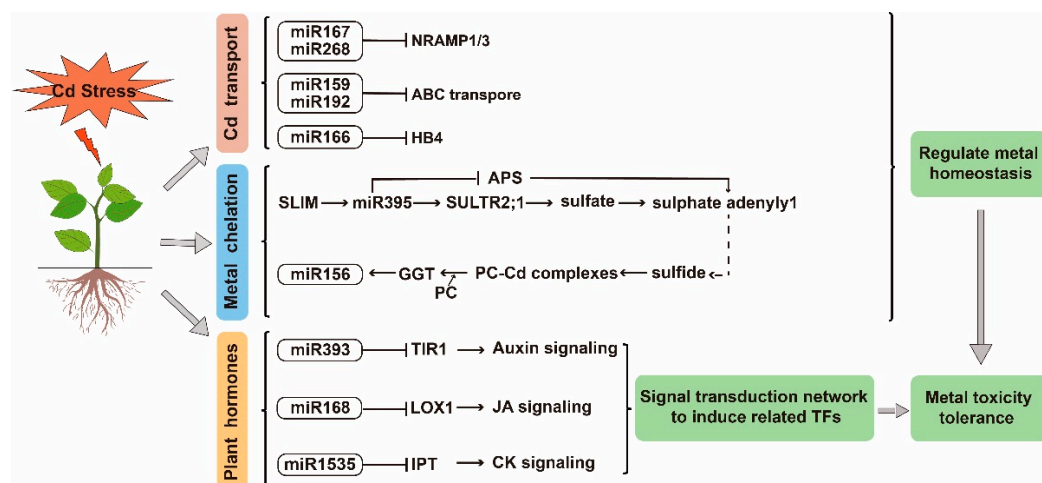 Cd Stress
Cd transport
miR167
miR268
NRAMP1/3
miR159
miR192
ABC transpore
miR166
HB4
Metal chelation
APS
SLIM
miR395
SULTR2;1
sulfate
sulphate adenyly1
miR156
GGT
PC
PC-Cd complexes
sulfide
Plant hormones
miR393
TIR1
Auxin signaling
miR168
LOX1
JA signaling
miR1535
IPT
CK signaling
Signal transduction network
to induce related TFs
Regulate metal
homeostasis
Metal toxicity
tolerance